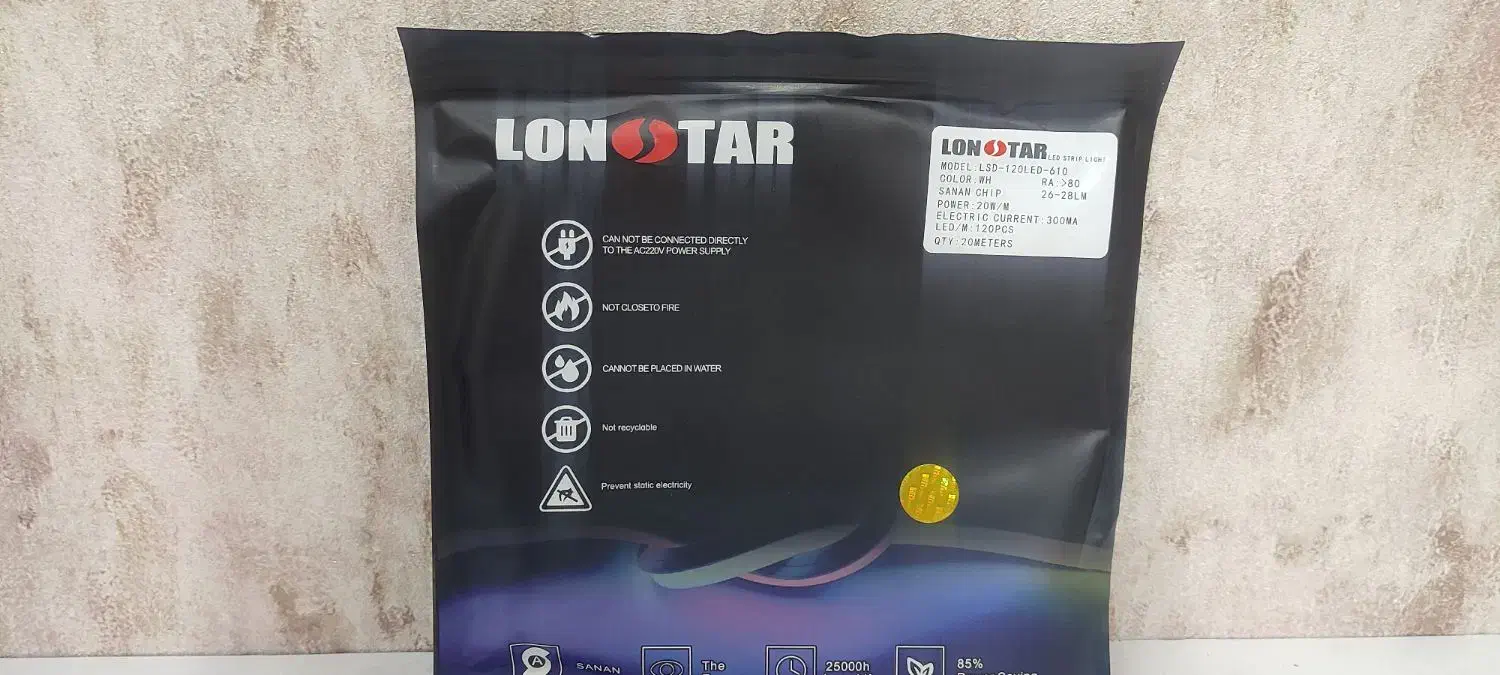 LONSTAR
LONSTAR LED STRIP LIGHT
MODEL:LSD-120LED-610
COLOR:WH RA:>80
SANAN CHIP 26-28LM
POWER:20W/M
ELECTRIC CURRENT:300MA
LED/M:120PCS
QTY:20METERS
CAN NOT BE CONNECTED DIRECTLY
TO THE AC220V POWER SUPPLY
NOT CLOSETO FIRE
CANNOT BE PLACED IN WATER
Not recyclable
Prevent static electricity
SANAN
The
25000h
85%